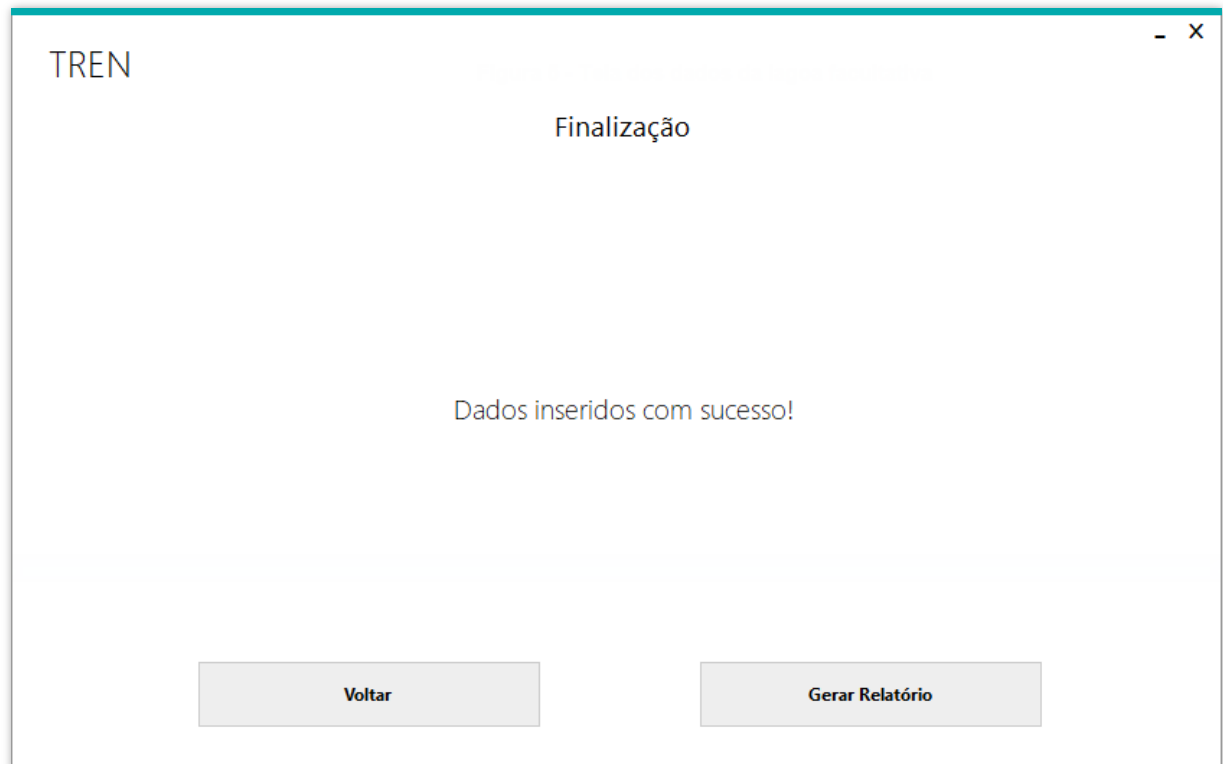 TREN
Finalização
Dados inseridos com sucesso!
Voltar
Gerar Relatório